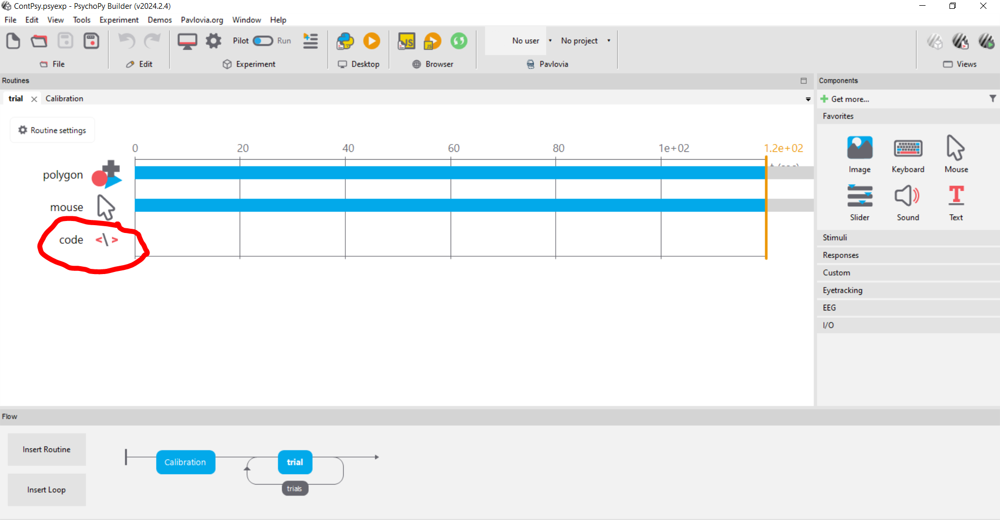 ContPsy.psyexp - PsychoPy Builder (v2024.2.4)
File Edit View Tools Experiment Demos Pavlovia.org Window Help
Pilot Run No user No project
File Edit Experiment Desktop Browser Pavlovia Views
Routines
Components
trial Calibration
Get more...
Routine settings
Favorites
0 20 40 60 80 1e+02 1.2e+02
polygon
mouse
code
Image Keyboard Mouse
Slider Sound Text
Stimuli
Responses
Custom
Eyetracking
EEG
I/O
Flow
Insert Routine
Insert Loop
Calibration trial
trials